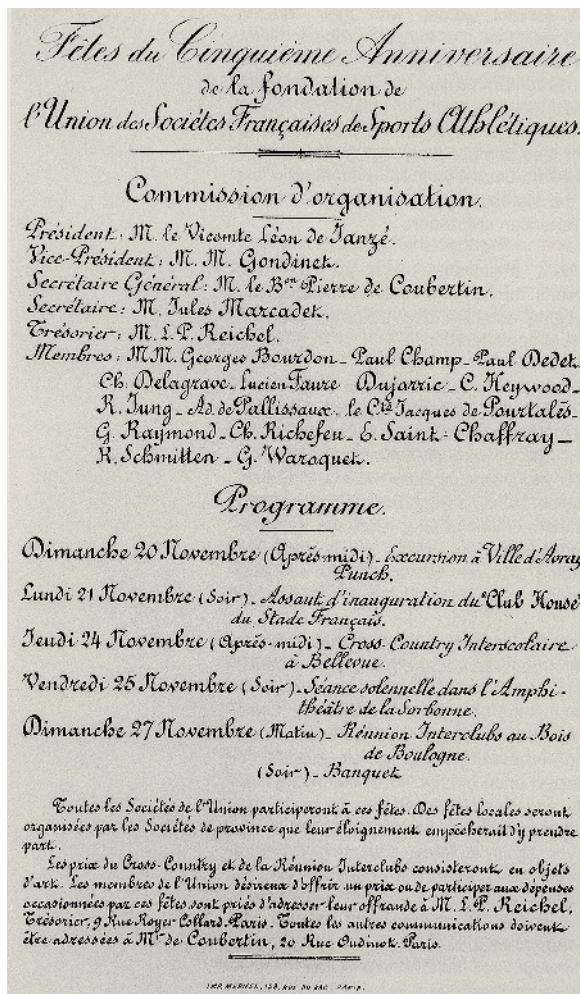 Fêtes du Cinquième Anniversaire
de la fondation de
l'Union des Sociétés Françaises de Sports Athlétiques.
Commission d'organisation.
Président: M. le Vicomte Léon de Janzé.
Vice-Président: M. M. Gondinet.
Secrétaire Général: M. le Bon Pierre de Coubertin.
Secrétaire: M. Jules Marcadet.
Trésorier: M. L. P. Reichel.
Membres: MM. Georges Bourdon - Paul Champ - Paul Dedet
Ch. Delagrave - Lucien Faure Dujarric - C. Heywood -
R. Jung - Ad. de Pallissaux - le Cte Jacques de Pourtalès -
G. Raymond - Ch. Richefeu - E. Saint-Chaffray -
R. Schmitten - G. Waroquet.
Programme.
Dimanche 20 Novembre (Après-midi) - Excursion à Ville d'Avray
Punch.
Lundi 21 Novembre (Soir) - Assaut d'inauguration du "Club House"
du Stade Français.
Jeudi 24 Novembre (Après-midi) - Cross-Country Interscolaire
à Bellevue.
Vendredi 25 Novembre (Soir) - Séance solennelle dans l'Amphi-
théâtre de la Sorbonne.
Dimanche 27 Novembre (Matin) - Réunion Interclubs au Bois
de Boulogne.
(Soir) - Banquet
Toutes les Sociétés de l'Union participeront à ces fêtes. Des fêtes locales seront
organisées par les Sociétés de province que leur éloignement empêcherait d'y prendre
part.
Les prix du Cross-Country et de la Réunion Interclubs consisteront en objets
d'art. Les membres de l'Union désireux d'offrir un prix ou de participer aux dépenses
occasionnées par ces fêtes sont priés d'adresser leur offrande à M. L. P. Reichel,
Trésorier, 9 Rue Royer-Collard. Paris. Toutes les autres communications doivent
être adressées à Mr de Coubertin, 20 Rue Oudinot. Paris.
IMP. RUE DU BAC. PARIS.